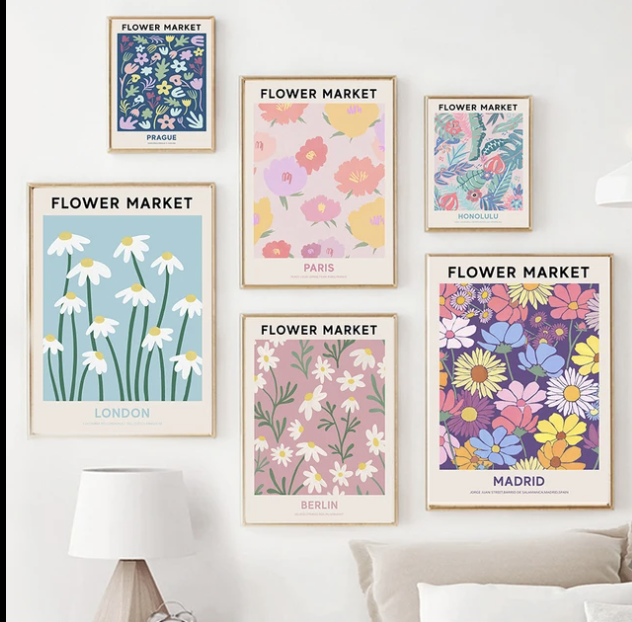 FLOWER MARKET
PRAGUE
FLOWER MARKET
PARIS
FLOWER MARKET
HONOLULU
FLOWER MARKET
LONDON
FLOWER MARKET
BERLIN
FLOWER MARKET
MADRID